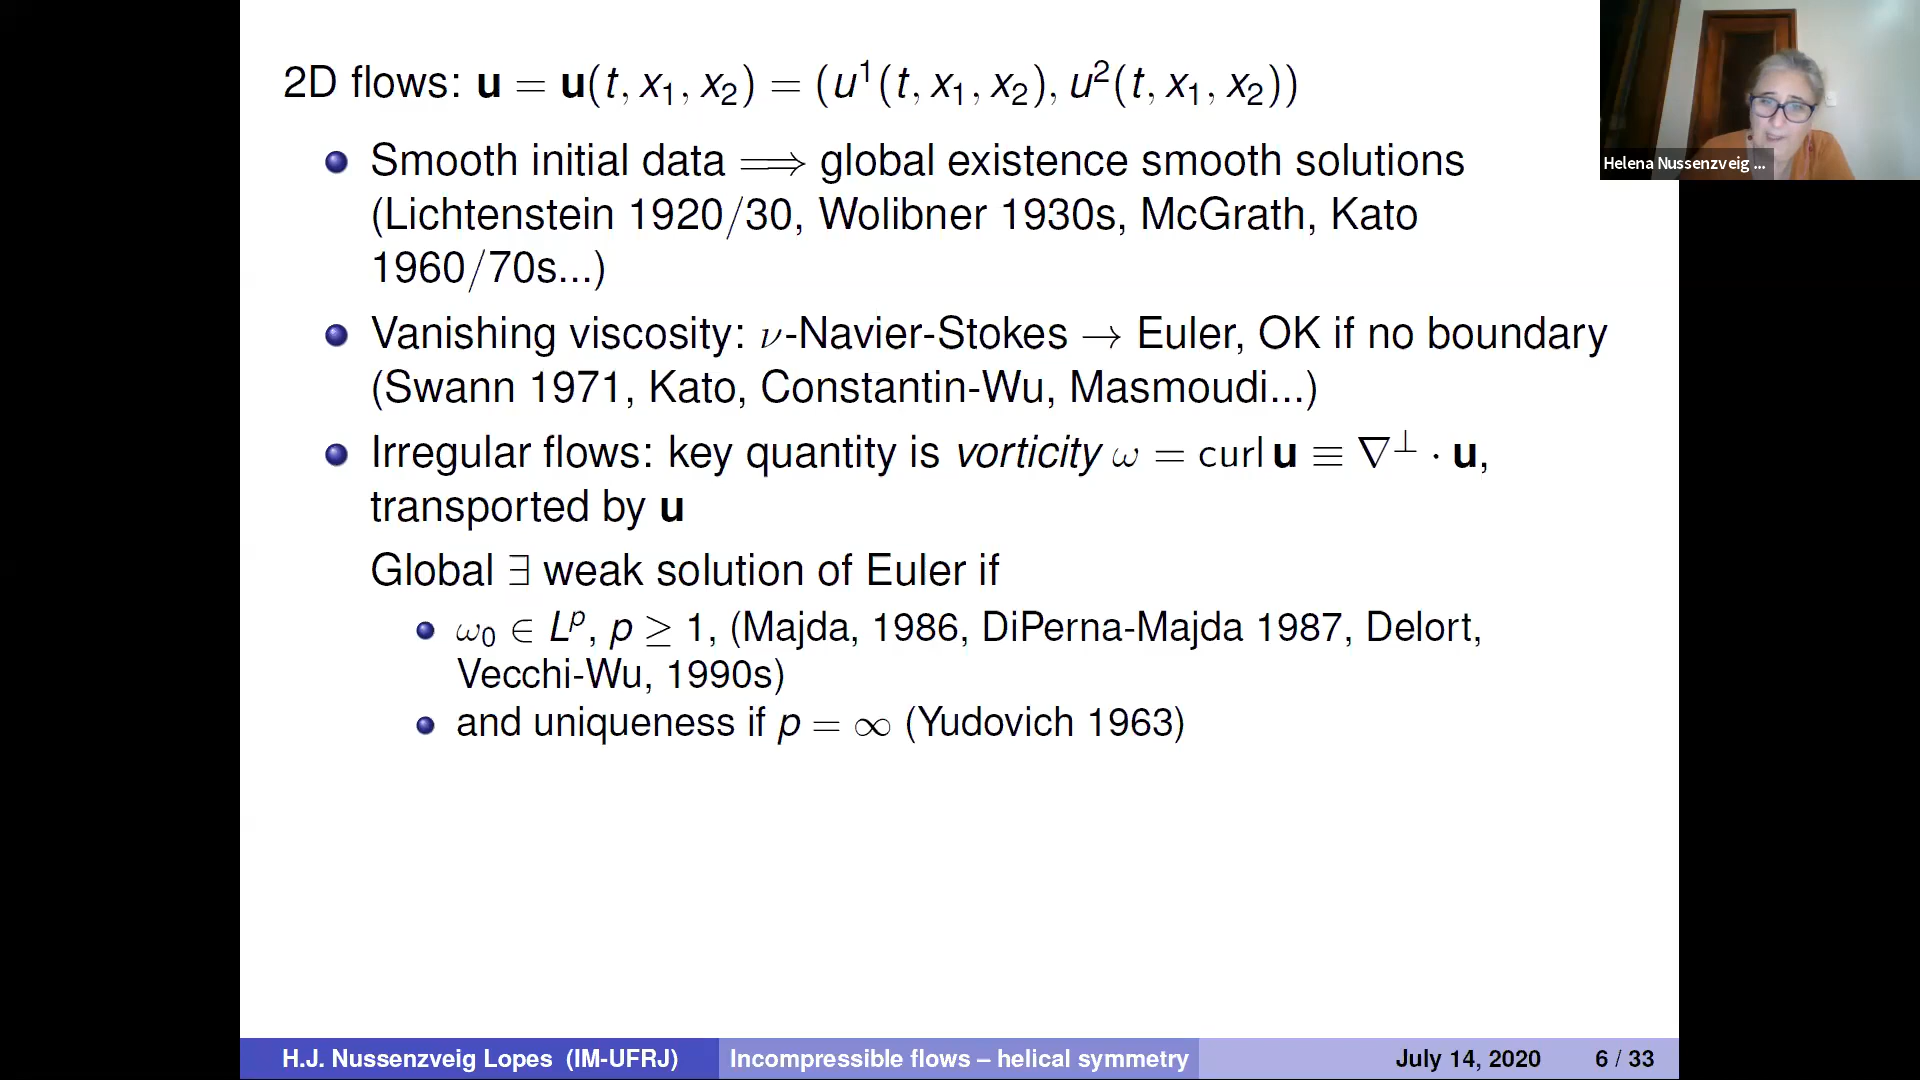 2D flows: u = u(t, x₁, x₂) = (u¹(t, x₁, x₂), u²(t, x₁, x₂))
Smooth initial data ⟹ global existence smooth solutions
(Lichtenstein 1920/30, Wolibner 1930s, McGrath, Kato
1960/70s...)
Vanishing viscosity: ν-Navier-Stokes → Euler, OK if no boundary
(Swann 1971, Kato, Constantin-Wu, Masmoudi...)
Irregular flows: key quantity is vorticity ω = curl u ≡ ∇⊥ · u,
transported by u
Global ∃ weak solution of Euler if
ω₀ ∈ Lᵖ, p ≥ 1, (Majda, 1986, DiPerna-Majda 1987, Delort,
Vecchi-Wu, 1990s)
and uniqueness if p = ∞ (Yudovich 1963)
Helena Nussenzveig ...
H.J. Nussenzveig Lopes (IM-UFRJ) Incompressible flows – helical symmetry July 14, 2020 6 / 33